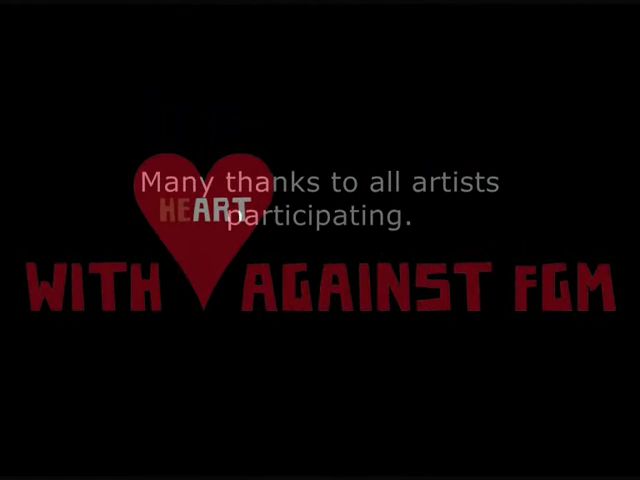 Many thanks to all artists
participating.
HEART
WITH AGAINST FGM